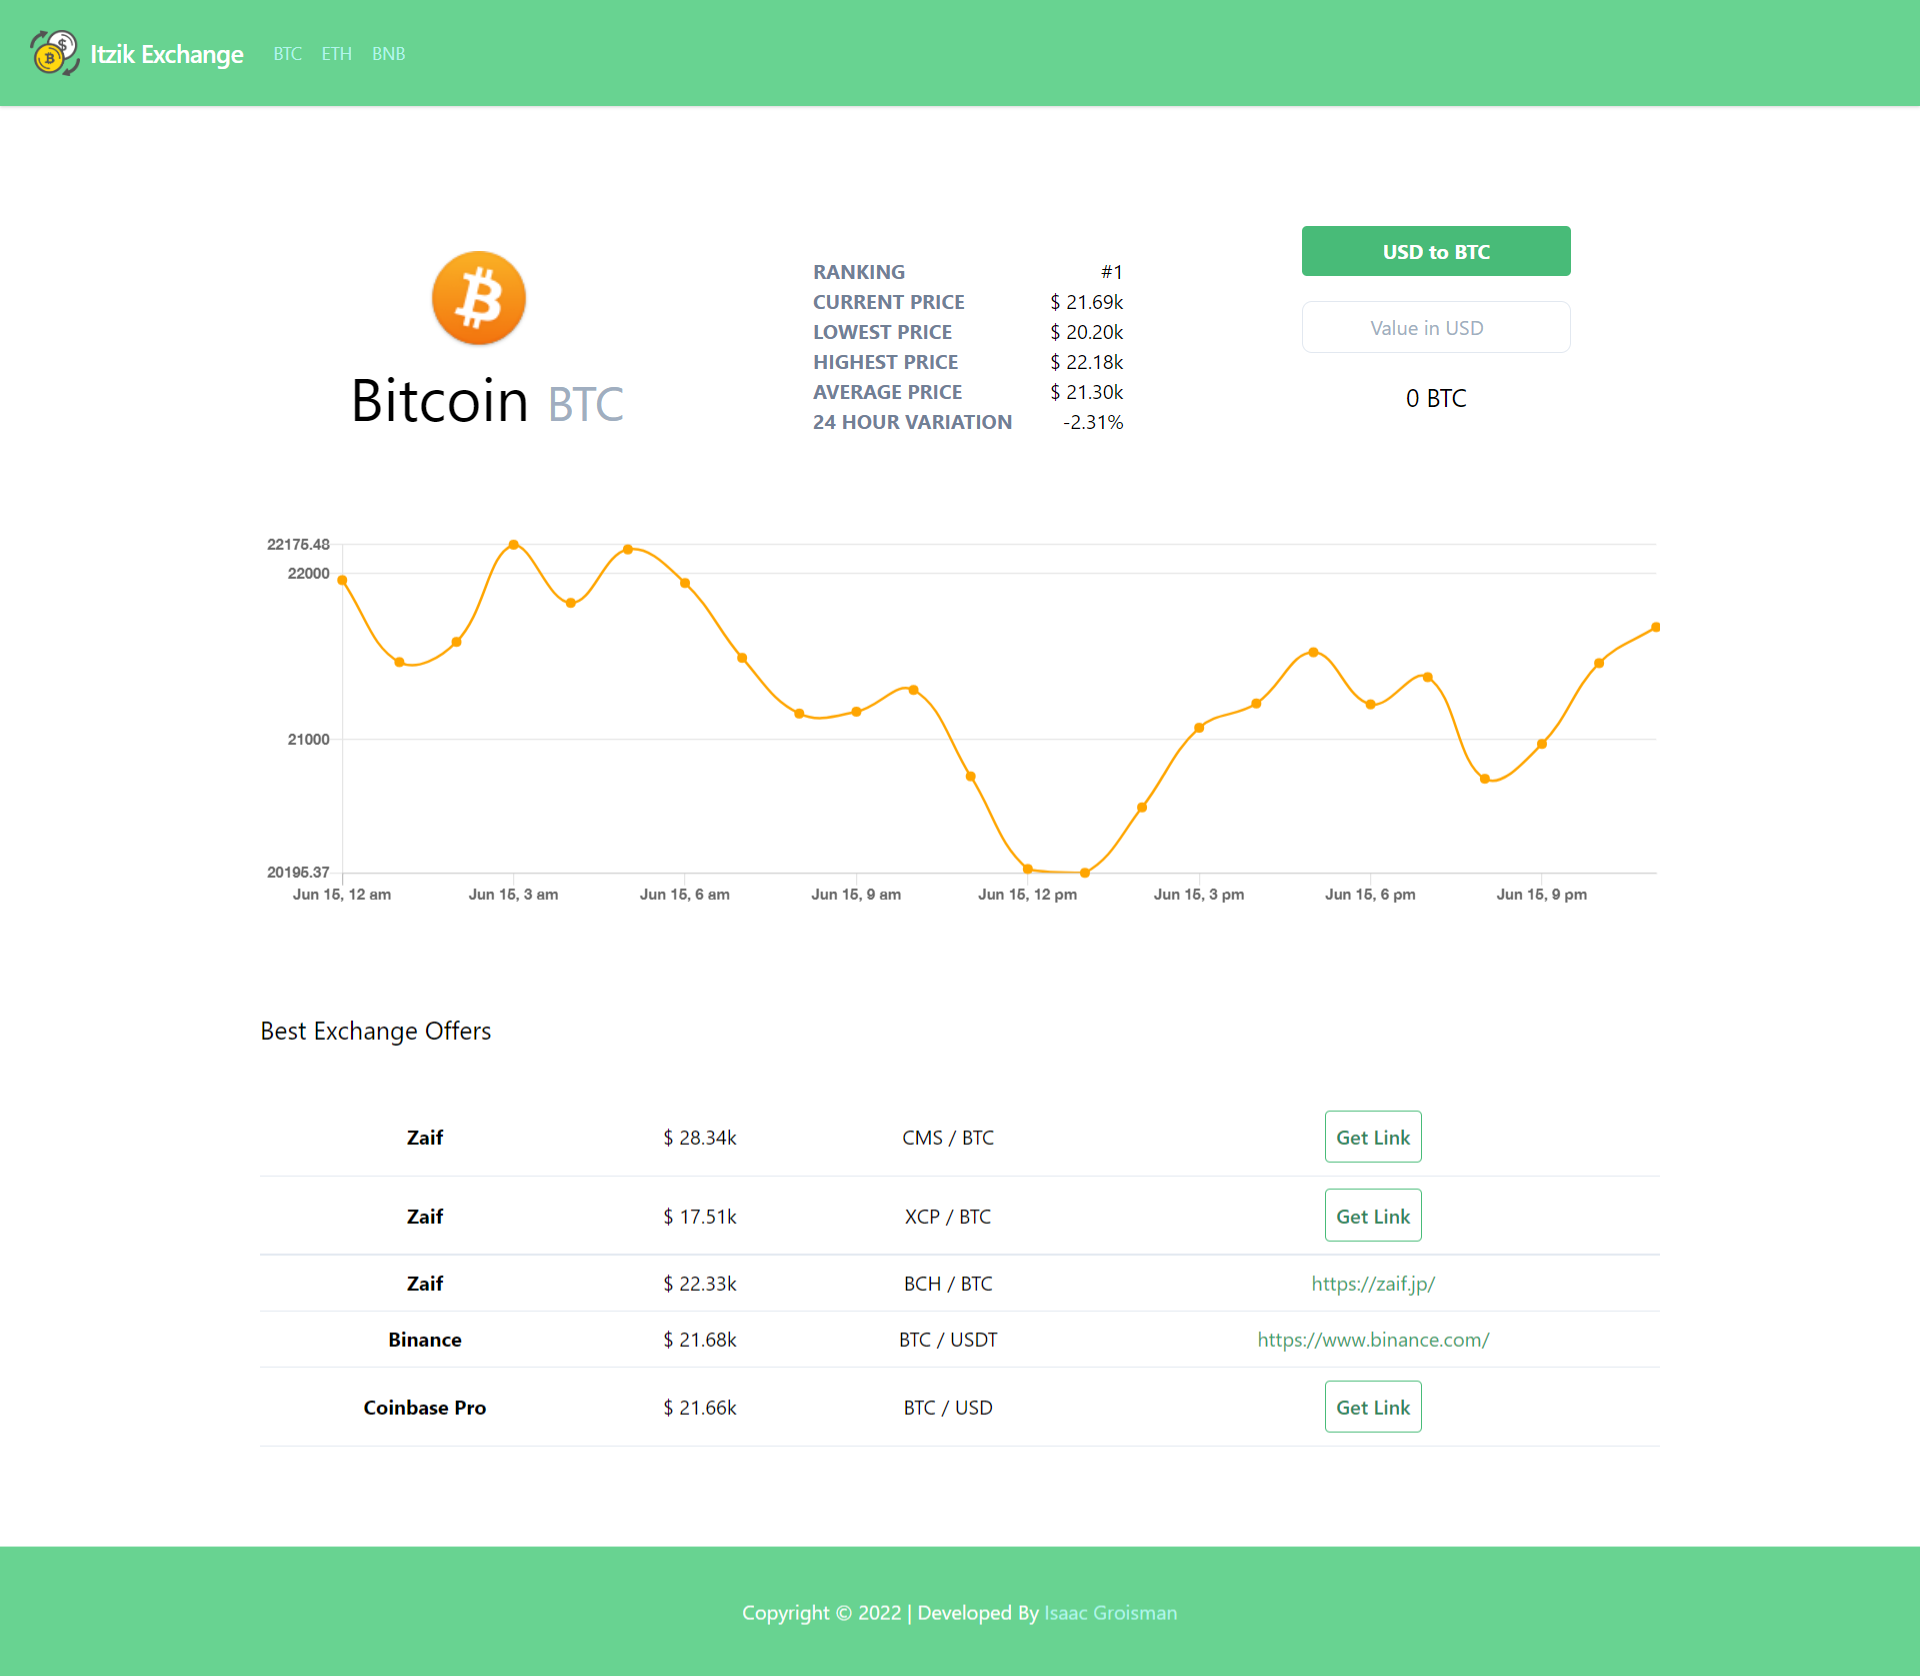 Itzik Exchange BTC ETH BNB
Bitcoin BTC
RANKING #1
CURRENT PRICE $ 21.69k
LOWEST PRICE $ 20.20k
HIGHEST PRICE $ 22.18k
AVERAGE PRICE $ 21.30k
24 HOUR VARIATION -2.31%
USD to BTC
Value in USD
0 BTC
22175.48
22000
21000
20195.37
Jun 15, 12 am Jun 15, 3 am Jun 15, 6 am Jun 15, 9 am Jun 15, 12 pm Jun 15, 3 pm Jun 15, 6 pm Jun 15, 9 pm
Best Exchange Offers
Zaif $ 28.34k CMS / BTC Get Link
Zaif $ 17.51k XCP / BTC Get Link
Zaif $ 22.33k BCH / BTC https://zaif.jp/
Binance $ 21.68k BTC / USDT https://www.binance.com/
Coinbase Pro $ 21.66k BTC / USD Get Link
Copyright © 2022 | Developed By Isaac Groisman